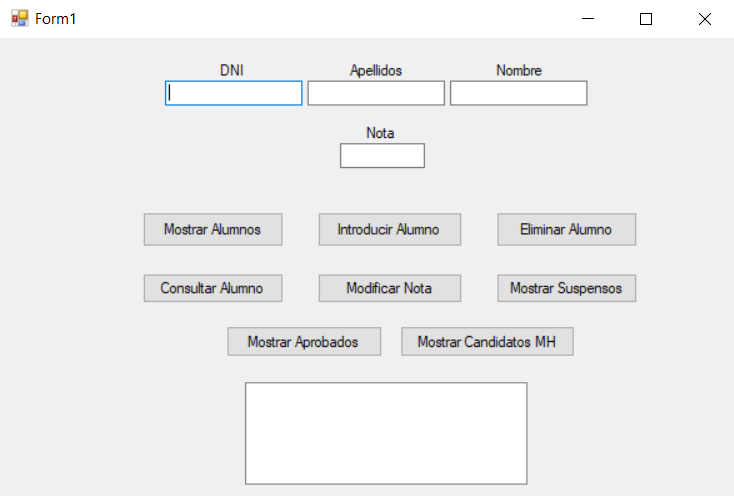 Form1
DNI Apellidos Nombre
Nota
Mostrar Alumnos Introducir Alumno Eliminar Alumno
Consultar Alumno Modificar Nota Mostrar Suspensos
Mostrar Aprobados Mostrar Candidatos MH